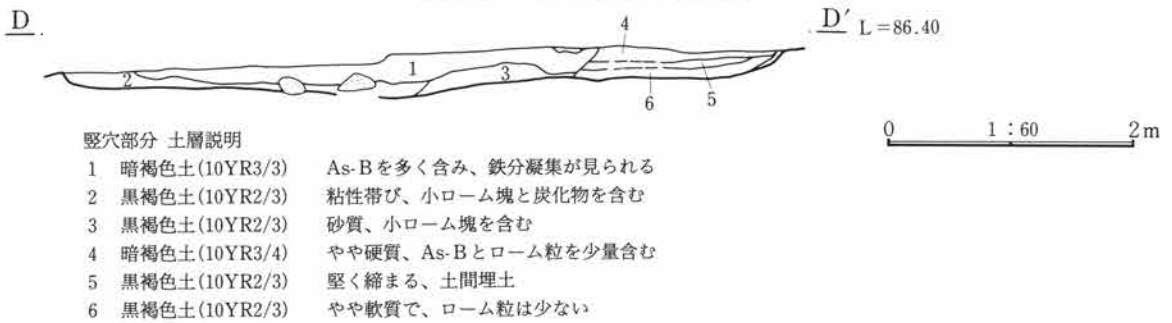 D D′ L=86.40
4
2 1 3
6 5
0 1:60 2m
竪穴部分 土層説明
1 暗褐色土(10YR3/3) As-Bを多く含み、鉄分凝集が見られる
2 黒褐色土(10YR2/3) 粘性帯び、小ローム塊と炭化物を含む
3 黒褐色土(10YR2/3) 砂質、小ローム塊を含む
4 暗褐色土(10YR3/4) やや硬質、As-Bとローム粒を少量含む
5 黒褐色土(10YR2/3) 堅く締まる、土間埋土
6 黒褐色土(10YR2/3) やや軟質で、ローム粒は少ない